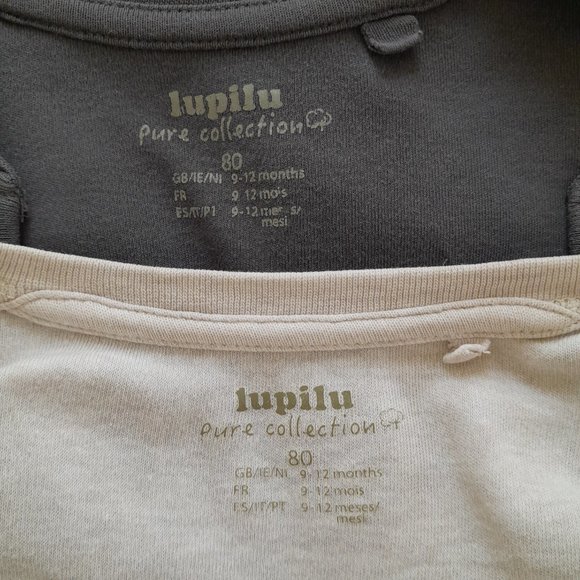 lupilu
pure collection
80
GB/IE/NI 9-12 months
FR 9-12 mois
ES/IT/PT 9-12 meses/
mesi
lupilu
pure collection
80
GB/IE/NI 9-12 months
FR 9-12 mois
ES/IT/PT 9-12 meses/
mesi